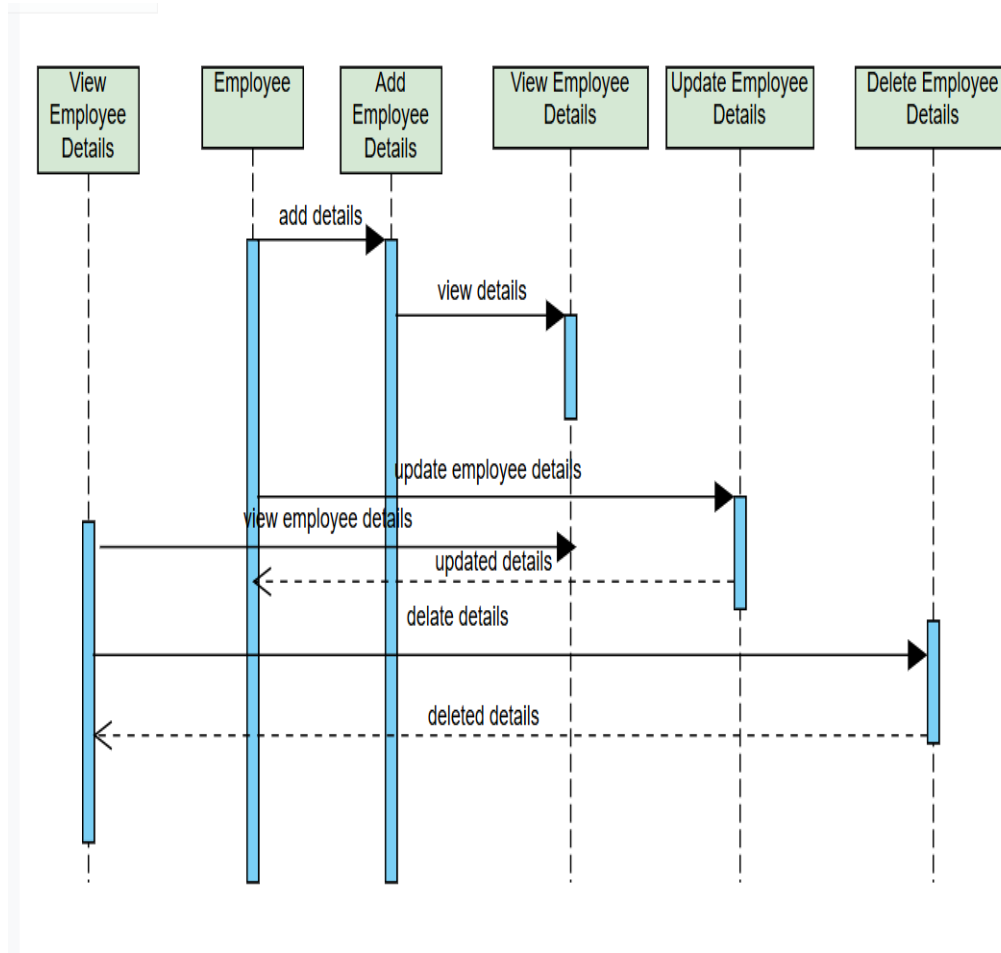 View
Employee
Details
Employee
Add
Employee
Details
View Employee
Details
Update Employee
Details
Delete Employee
Details
add details
view details
update employee details
view employee details
updated details
delate details
deleted details